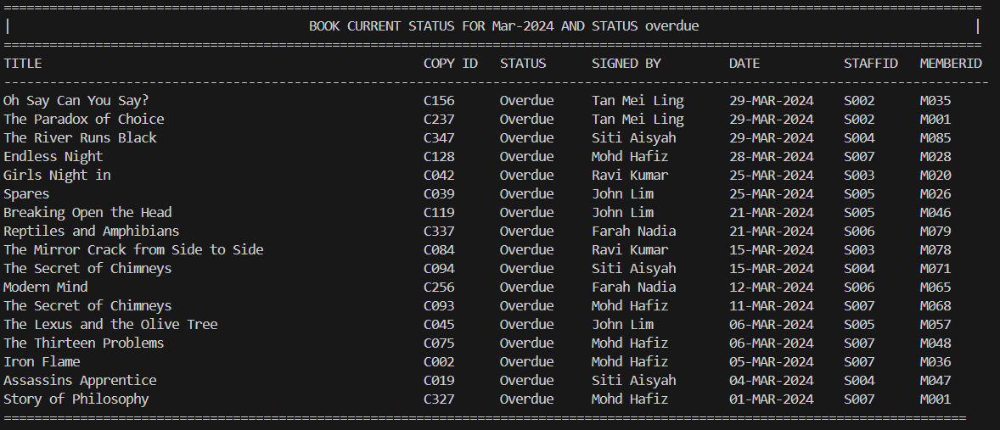 ================================================================================================================================
|                                       BOOK CURRENT STATUS FOR Mar-2024 AND STATUS overdue                                    |
================================================================================================================================
TITLE                                                  COPY ID   STATUS      SIGNED BY         DATE           STAFFID   MEMBERID
---------------------------------------------------------------------------------------------------------------------------------
Oh Say Can You Say?                                    C156      Overdue     Tan Mei Ling      29-MAR-2024    S002      M035
The Paradox of Choice                                  C237      Overdue     Tan Mei Ling      29-MAR-2024    S002      M001
The River Runs Black                                   C347      Overdue     Siti Aisyah       29-MAR-2024    S004      M085
Endless Night                                          C128      Overdue     Mohd Hafiz        28-MAR-2024    S007      M028
Girls Night in                                         C042      Overdue     Ravi Kumar        25-MAR-2024    S003      M020
Spares                                                 C039      Overdue     John Lim          25-MAR-2024    S005      M026
Breaking Open the Head                                 C119      Overdue     John Lim          21-MAR-2024    S005      M046
Reptiles and Amphibians                                C337      Overdue     Farah Nadia       21-MAR-2024    S006      M079
The Mirror Crack from Side to Side                     C084      Overdue     Ravi Kumar        15-MAR-2024    S003      M078
The Secret of Chimneys                                 C094      Overdue     Siti Aisyah       15-MAR-2024    S004      M071
Modern Mind                                            C256      Overdue     Farah Nadia       12-MAR-2024    S006      M065
The Secret of Chimneys                                 C093      Overdue     Mohd Hafiz        11-MAR-2024    S007      M068
The Lexus and the Olive Tree                           C045      Overdue     John Lim          06-MAR-2024    S005      M057
The Thirteen Problems                                  C075      Overdue     Mohd Hafiz        06-MAR-2024    S007      M048
Iron Flame                                             C002      Overdue     Mohd Hafiz        05-MAR-2024    S007      M036
Assassins Apprentice                                   C019      Overdue     Siti Aisyah       04-MAR-2024    S004      M047
Story of Philosophy                                    C327      Overdue     Mohd Hafiz        01-MAR-2024    S007      M001
==============================================================================================================================